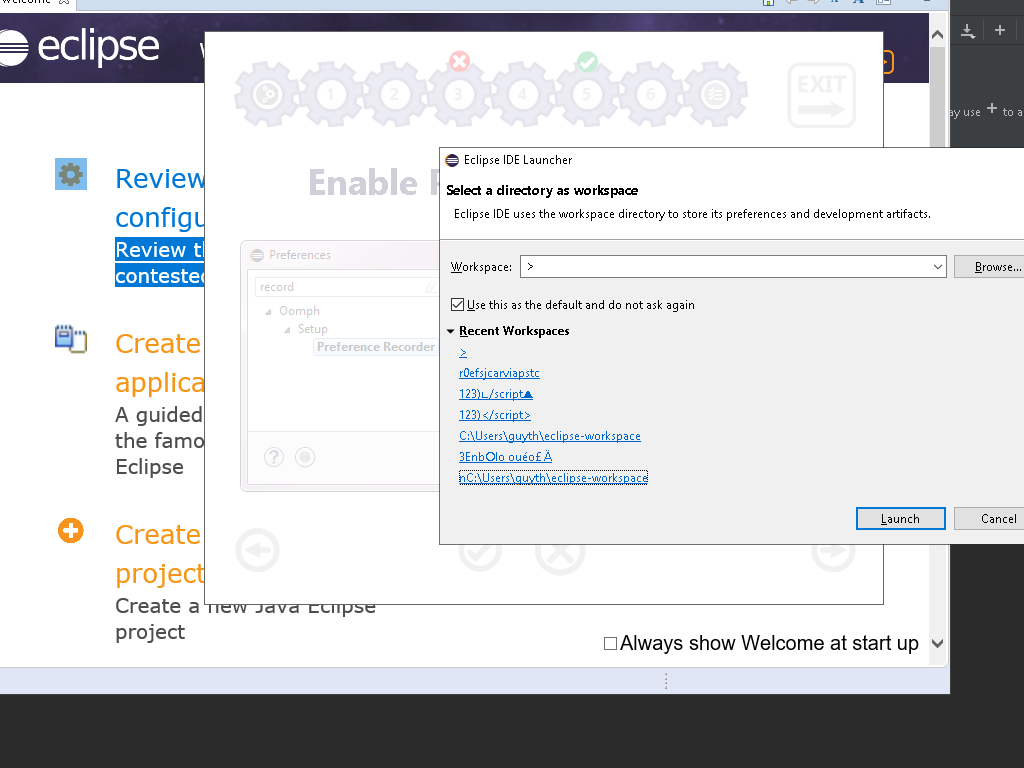 Welcome
eclipse
EXIT
1 2 3 4 5 6
Enable
Preferences
record
Oomph
Setup
Preference Recorder
Review
configu
Review t
contested
Create
applica
A guided
the famo
Eclipse
Create
project
Create a new Java Eclipse
project
Always show Welcome at start up
ay use + to a
Eclipse IDE Launcher
Select a directory as workspace
Eclipse IDE uses the workspace directory to store its preferences and development artifacts.
Workspace: > Browse...
Use this as the default and do not ask again
Recent Workspaces
>
r0efsjcarviapstc
123)∟/script▲
123)</script>
C:\Users\guyth\eclipse-workspace
nC:\Users\guyth\eclipse-workspace
Launch Cancel